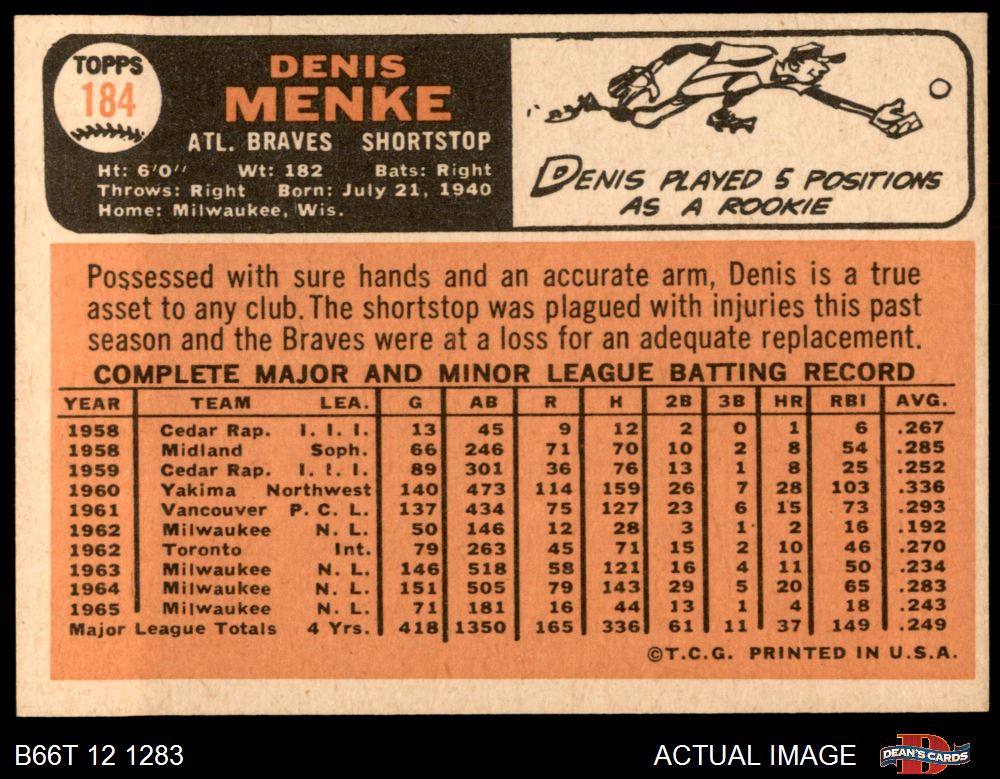 TOPPS
184
DENIS
MENKE
ATL. BRAVES SHORTSTOP
Ht: 6'0" Wt: 182 Bats: Right
Throws: Right Born: July 21, 1940
Home: Milwaukee, Wis.
DENIS PLAYED 5 POSITIONS
AS A ROOKIE
Possessed with sure hands and an accurate arm, Denis is a true
asset to any club. The shortstop was plagued with injuries this past
season and the Braves were at a loss for an adequate replacement.
COMPLETE MAJOR AND MINOR LEAGUE BATTING RECORD
YEAR TEAM LEA. G AB R H 2B 3B HR RBI AVG.
1958 Cedar Rap. I. I. I. 13 45 9 12 2 0 1 6 .267
1958 Midland Soph. 66 246 71 70 10 2 8 54 .285
1959 Cedar Rap. I. I. I. 89 301 36 76 13 1 8 25 .252
1960 Yakima Northwest 140 473 114 159 26 7 28 103 .336
1961 Vancouver P. C. L. 137 434 75 127 23 6 15 73 .293
1962 Milwaukee N. L. 50 146 12 28 3 1 2 16 .192
1962 Toronto Int. 79 263 45 71 15 2 10 46 .270
1963 Milwaukee N. L. 146 518 58 121 16 4 11 50 .234
1964 Milwaukee N. L. 151 505 79 143 29 5 20 65 .283
1965 Milwaukee N. L. 71 181 16 44 13 1 4 18 .243
Major League Totals 4 Yrs. 418 1350 165 336 61 11 37 149 .249
©T.C.G. PRINTED IN U.S.A.
B66T 12 1283 ACTUAL IMAGE DEAN'S CARDS